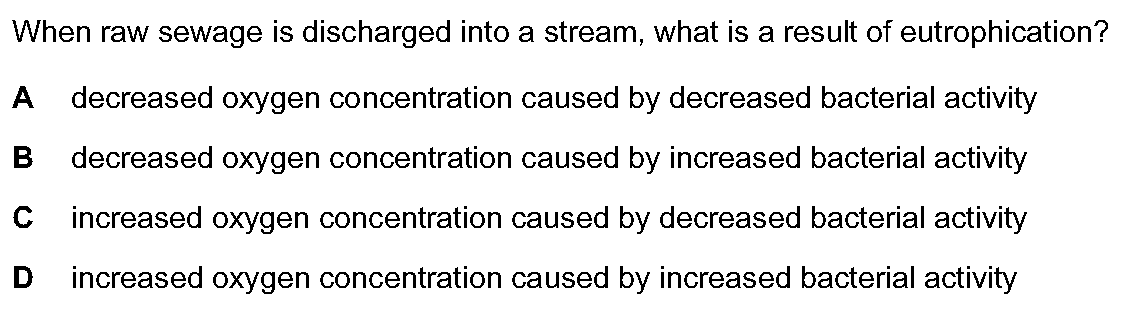 When raw sewage is discharged into a stream, what is a result of eutrophication?
A decreased oxygen concentration caused by decreased bacterial activity
B decreased oxygen concentration caused by increased bacterial activity
C increased oxygen concentration caused by decreased bacterial activity
D increased oxygen concentration caused by increased bacterial activity